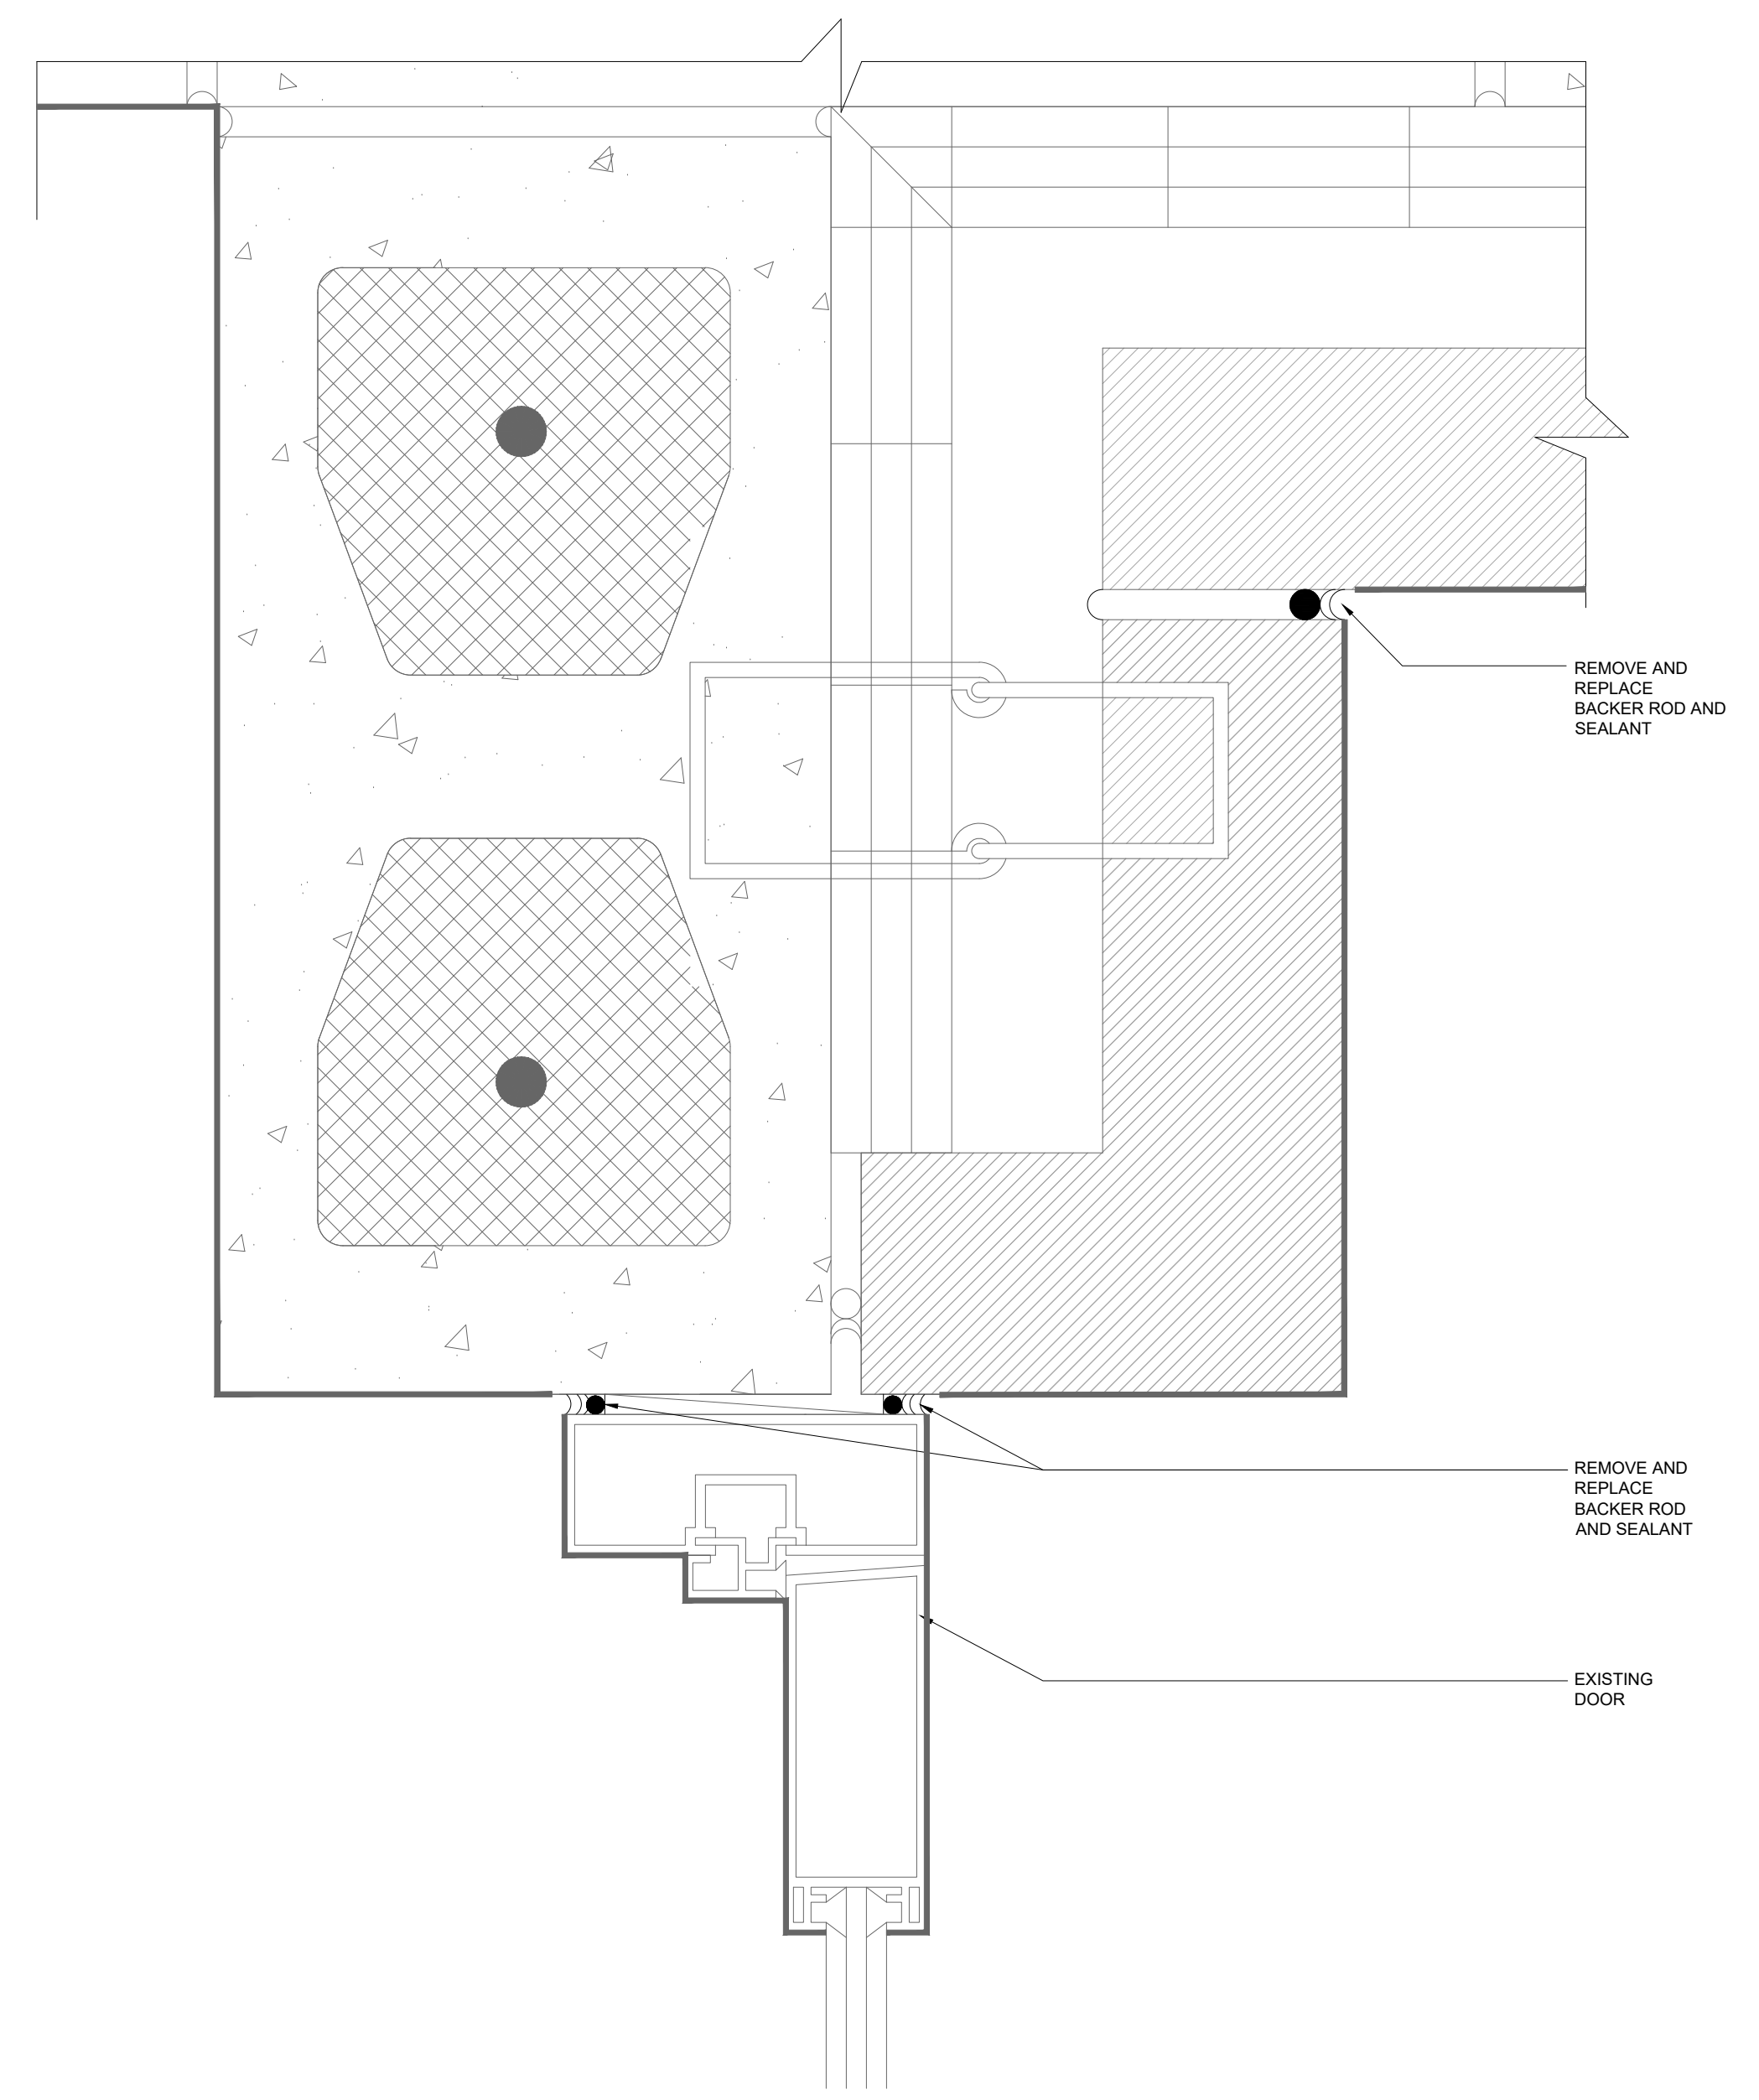 REMOVE AND
REPLACE
BACKER ROD AND
SEALANT
REMOVE AND
REPLACE
BACKER ROD
AND SEALANT
EXISTING
DOOR